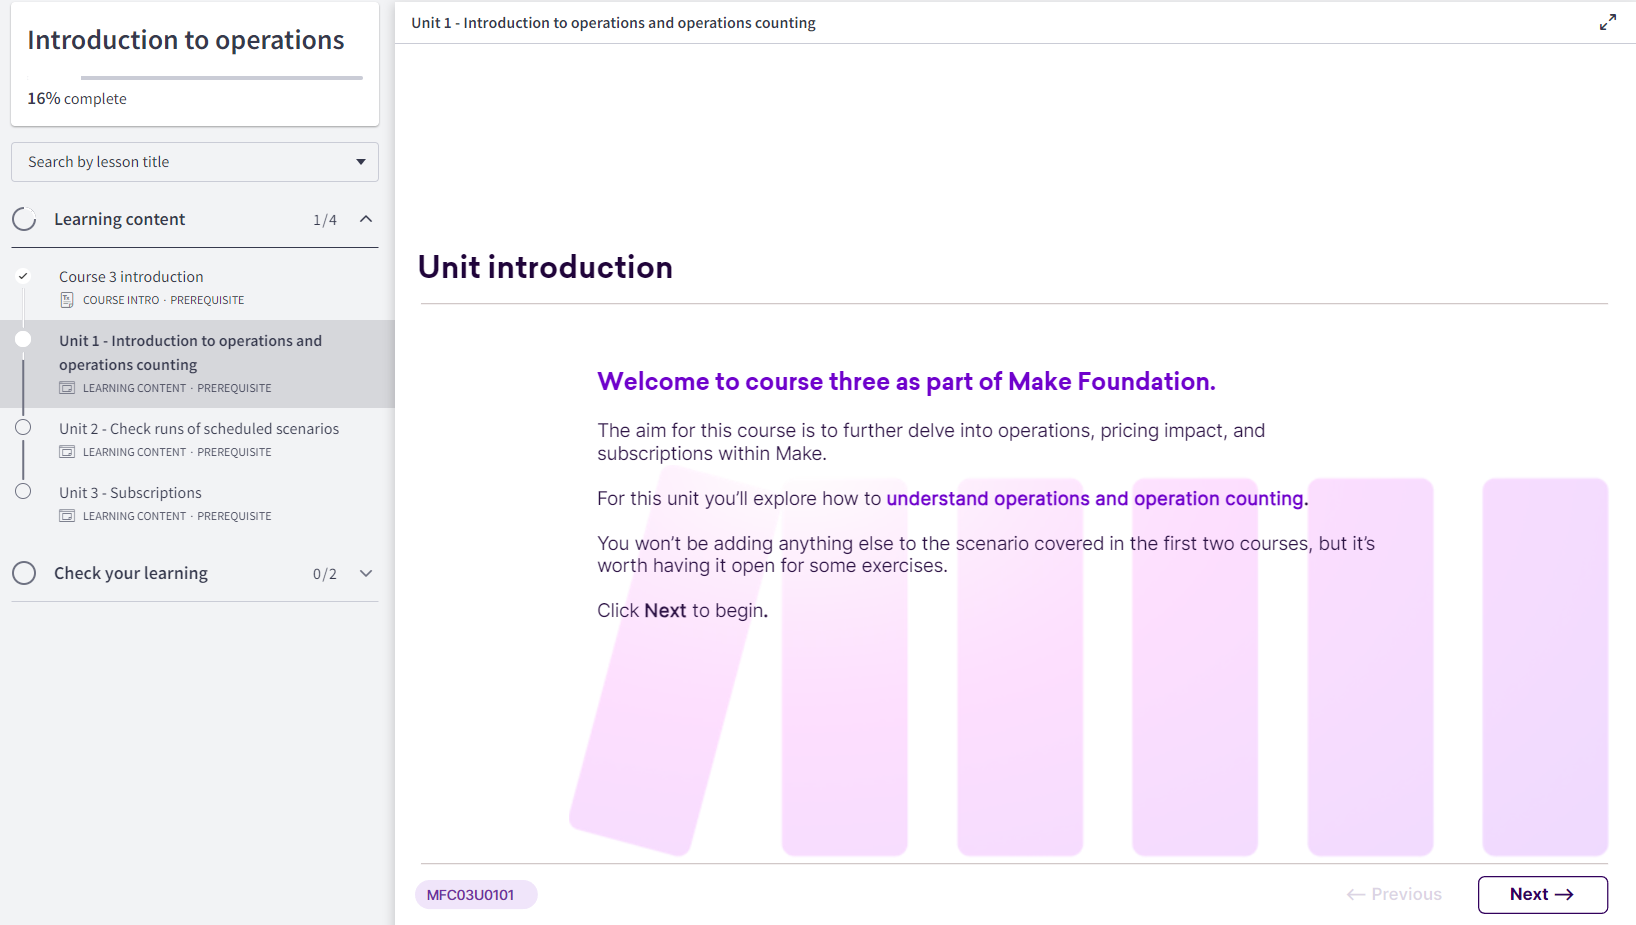 Introduction to operations
16% complete
Search by lesson title
Learning content 1/4
Course 3 introduction
COURSE INTRO · PREREQUISITE
Unit 1 - Introduction to operations and
operations counting
LEARNING CONTENT · PREREQUISITE
Unit 2 - Check runs of scheduled scenarios
LEARNING CONTENT · PREREQUISITE
Unit 3 - Subscriptions
LEARNING CONTENT · PREREQUISITE
Check your learning 0/2
Unit 1 - Introduction to operations and operations counting
Unit introduction
Welcome to course three as part of Make Foundation.
The aim for this course is to further delve into operations, pricing impact, and
subscriptions within Make.
For this unit you’ll explore how to understand operations and operation counting.
You won’t be adding anything else to the scenario covered in the first two courses, but it’s
worth having it open for some exercises.
Click Next to begin.
MFC03U0101
← Previous
Next →